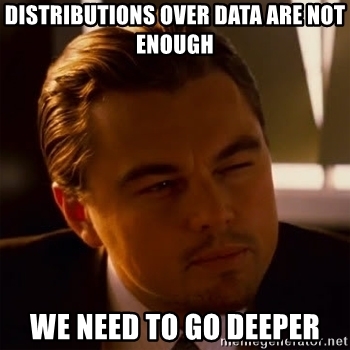 DISTRIBUTIONS OVER DATA ARE NOT
ENOUGH
WE NEED TO GO DEEPER
memegenerator.net